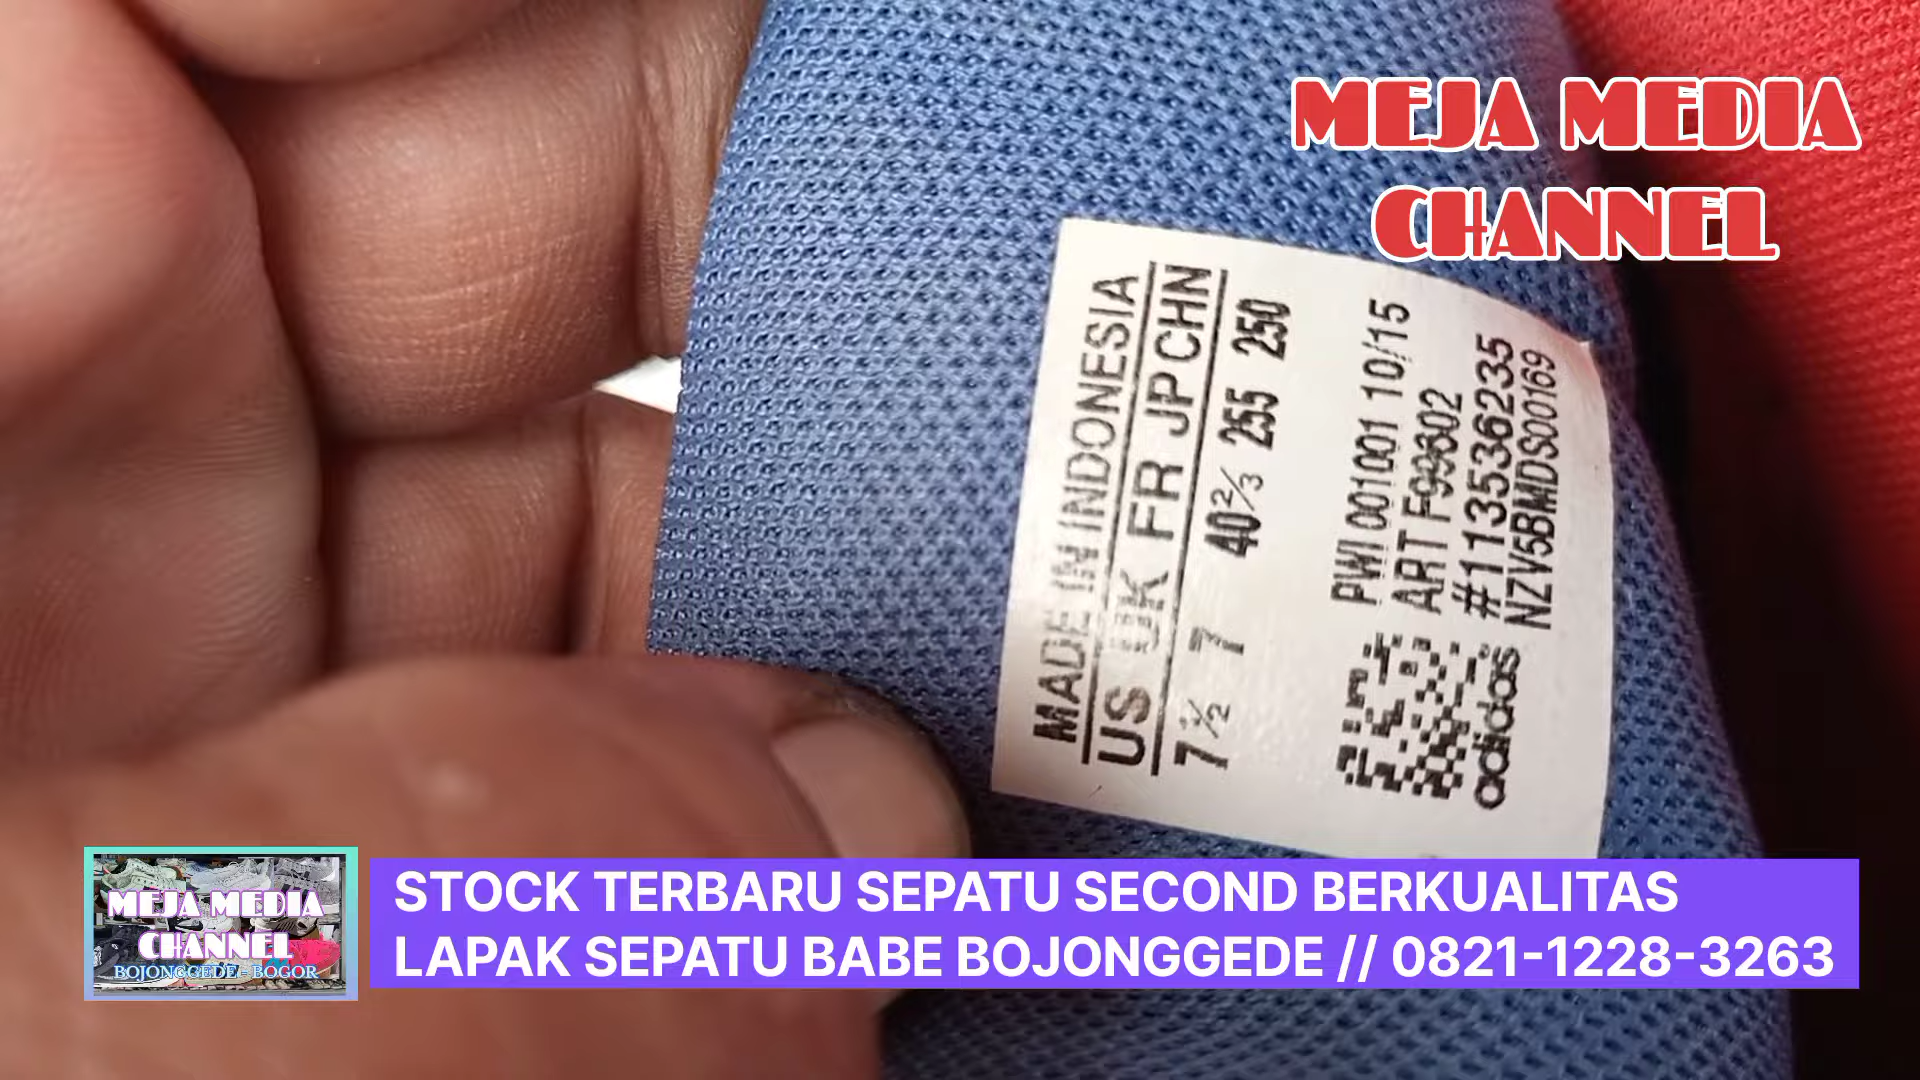 MEJA MEDIA
CHANNEL
MADE IN INDONESIA
US UK FR JP CHN
7½ 7 40⅔ 255 250
PWI 001001 10/15
ART F99802
#113536235
NZV5BMDS00169
adidas
MEJA MEDIA
CHANNEL
BOJONGGEDE - BOGOR
STOCK TERBARU SEPATU SECOND BERKUALITAS
LAPAK SEPATU BABE BOJONGGEDE // 0821-1228-3263